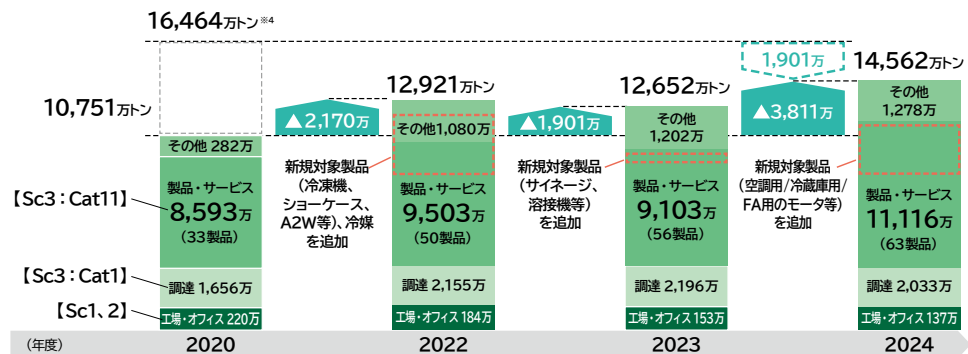 16,464万トン※4
10,751万トン
その他 282万
製品・サービス
8,593万
(33製品)
調達 1,656万
工場・オフィス 220万
【Sc3：Cat11】
【Sc3：Cat1】
【Sc1、2】
▲2,170万
新規対象製品
(冷凍機、
ショーケース、
A2W等)、冷媒
を追加
12,921万トン
その他1,080万
製品・サービス
9,503万
(50製品)
調達 2,155万
工場・オフィス 184万
▲1,901万
新規対象製品
(サイネージ、
溶接機等)
を追加
12,652万トン
その他
1,202万
製品・サービス
9,103万
(56製品)
調達 2,196万
工場・オフィス 153万
1,901万
▲3,811万
新規対象製品
(空調用/冷蔵庫用/
FA用のモータ等)
を追加
14,562万トン
その他
1,278万
製品・サービス
11,116万
(63製品)
調達 2,033万
工場・オフィス 137万
(年度)
2020
2022
2023
2024